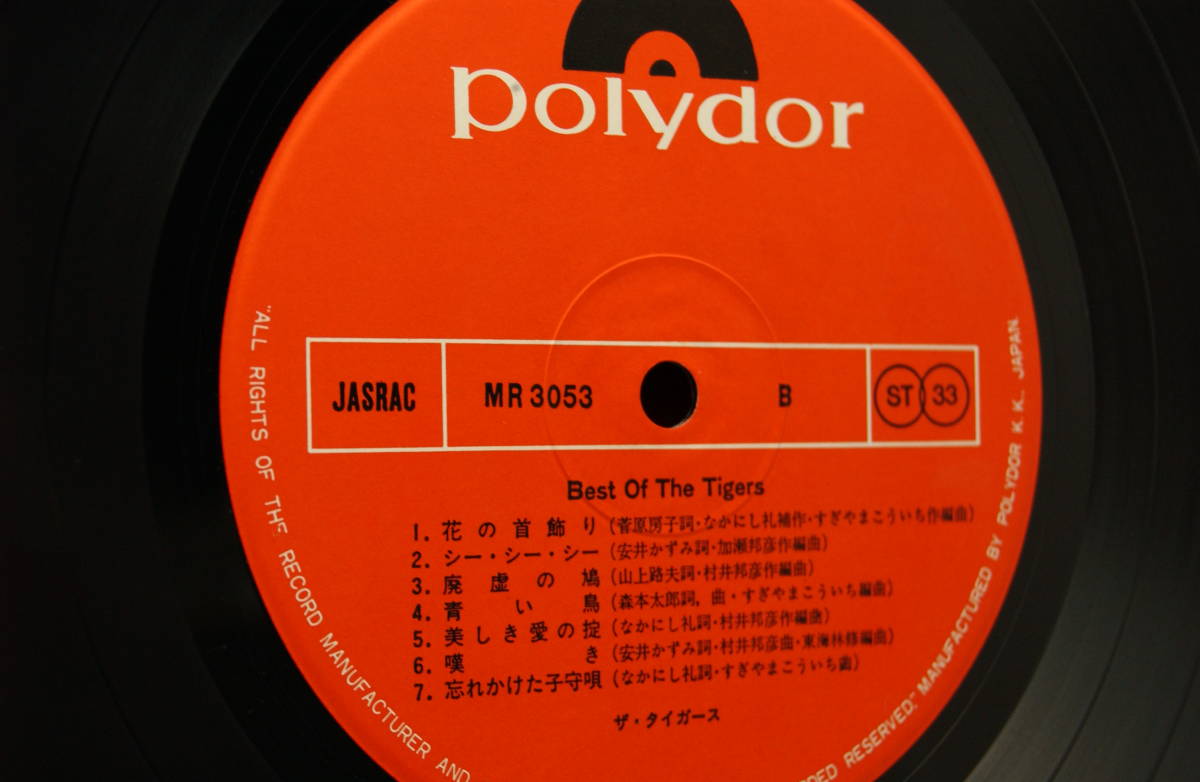 polydor
JASRAC MR 3053 B ST 33
Best Of The Tigers
1. 花の首飾り (菅原房子詞・なかにし礼補作・すぎやまこういち作編曲)
2. シー・シー・シー (安井かずみ詞・加瀬邦彦作編曲)
3. 廃虚の鳩 (山上路夫詞・村井邦彦作編曲)
4. 青い鳥 (森本太郎詞，曲・すぎやまこういち編曲)
5. 美しき愛の掟 (なかにし礼詞・村井邦彦作編曲)
6. 嘆き (安井かずみ詞・村井邦彦曲・東海林修編曲)
7. 忘れかけた子守唄 (なかにし礼詞・すぎやまこういち曲)
ザ・タイガース
"ALL RIGHTS OF THE RECORD MANUFACTURER AND
RESERVED," MANUFACTURED BY POLYDOR K.K. JAPAN